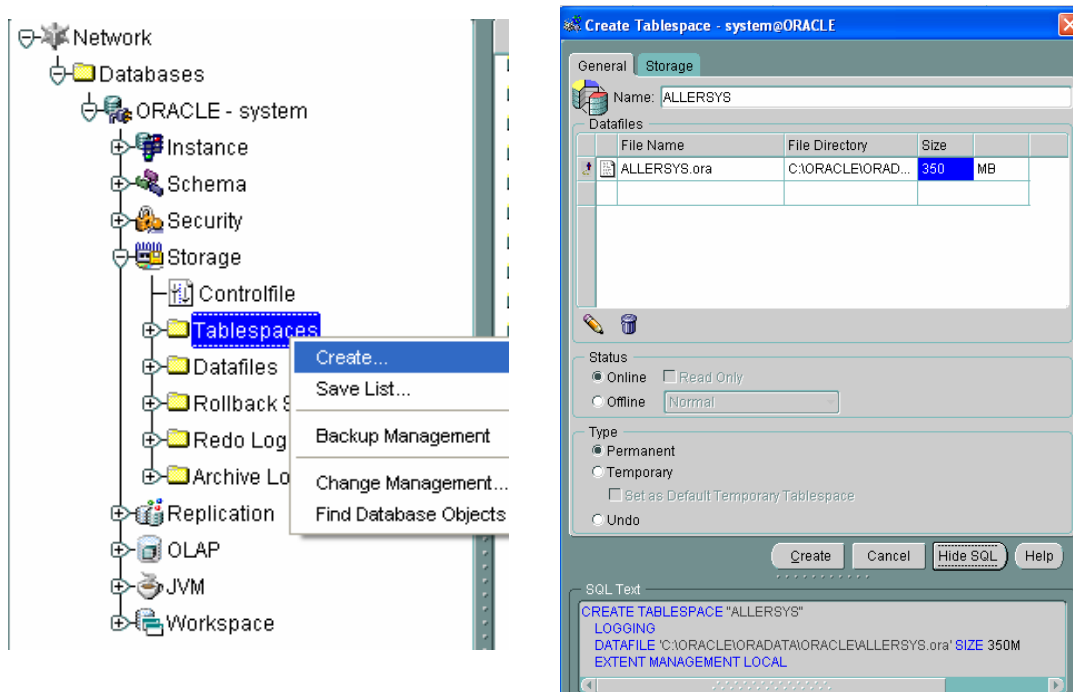 Network
Databases
ORACLE - system
Instance
Schema
Security
Storage
Controlfile
Tablespaces
Datafiles
Rollback
Redo Log
Archive
Replication
OLAP
JVM
Workspace
Create...
Save List...
Backup Management
Change Management...
Find Database Objects
Create Tablespace - system@ORACLE
General Storage
Name: ALLERSYS
Datafiles
File Name File Directory Size
ALLERSYS.ora C:\ORACLE\ORAD... 350 MB
Status
Online Read Only
Offline Normal
Type
Permanent
Temporary
Set as Default Temporary Tablespace
Undo
Create Cancel Hide SQL Help
SQL Text
CREATE TABLESPACE "ALLERSYS"
LOGGING
DATAFILE 'C:\ORACLE\ORADATA\ORACLE\ALLERSYS.ora' SIZE 350M
EXTENT MANAGEMENT LOCAL